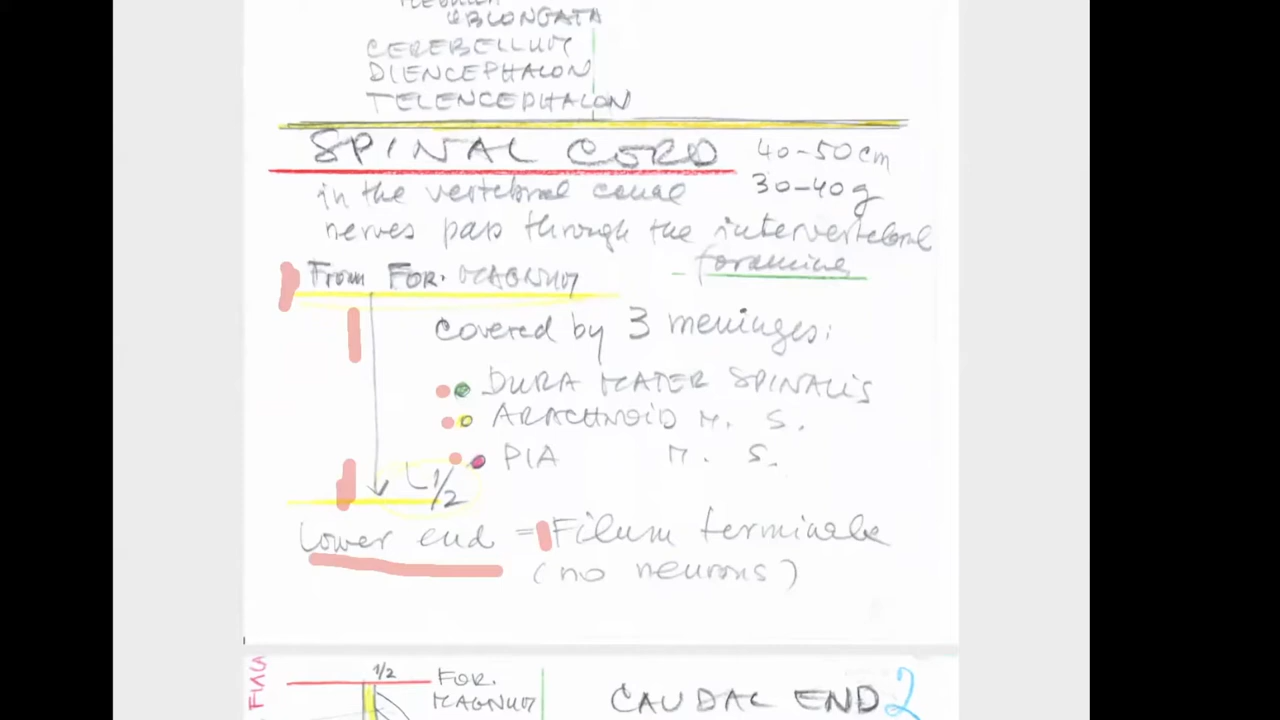 OBLONGATA
CEREBELLUM
DIENCEPHALON
TELENCEPHALON
SPINAL CORD 40-50cm
30-40g
in the vertebral canal
nerves pass through the intervertebral
foramina
From FOR. MAGNUM
covered by 3 meninges:
DURA MATER SPINALIS
ARACHNOID M. S.
PIA M. S.
L 1/2
Lower end = Filum terminale
(no neurons)
1/2 FOR.
MAGNUM
CAUDAL END 2